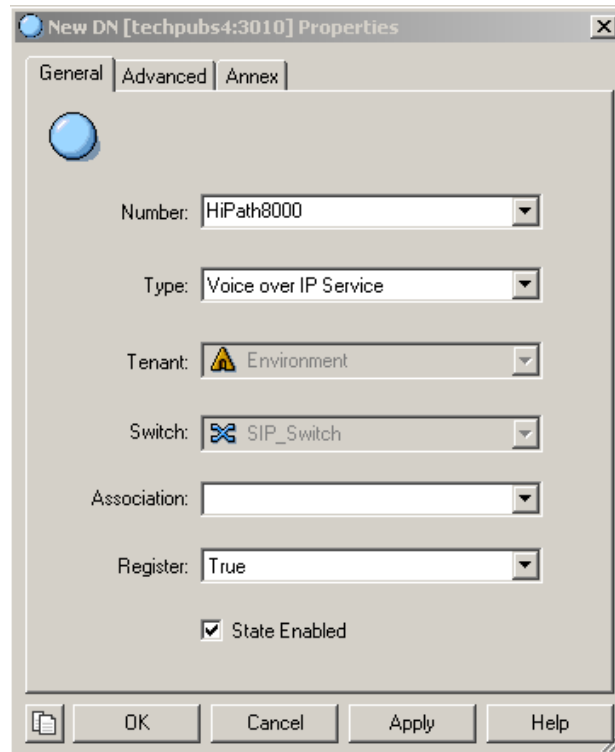 New DN [techpubs4:3010] Properties
General Advanced Annex
Number: HiPath8000
Type: Voice over IP Service
Tenant: Environment
Switch: SIP_Switch
Association:
Register: True
State Enabled
OK Cancel Apply Help